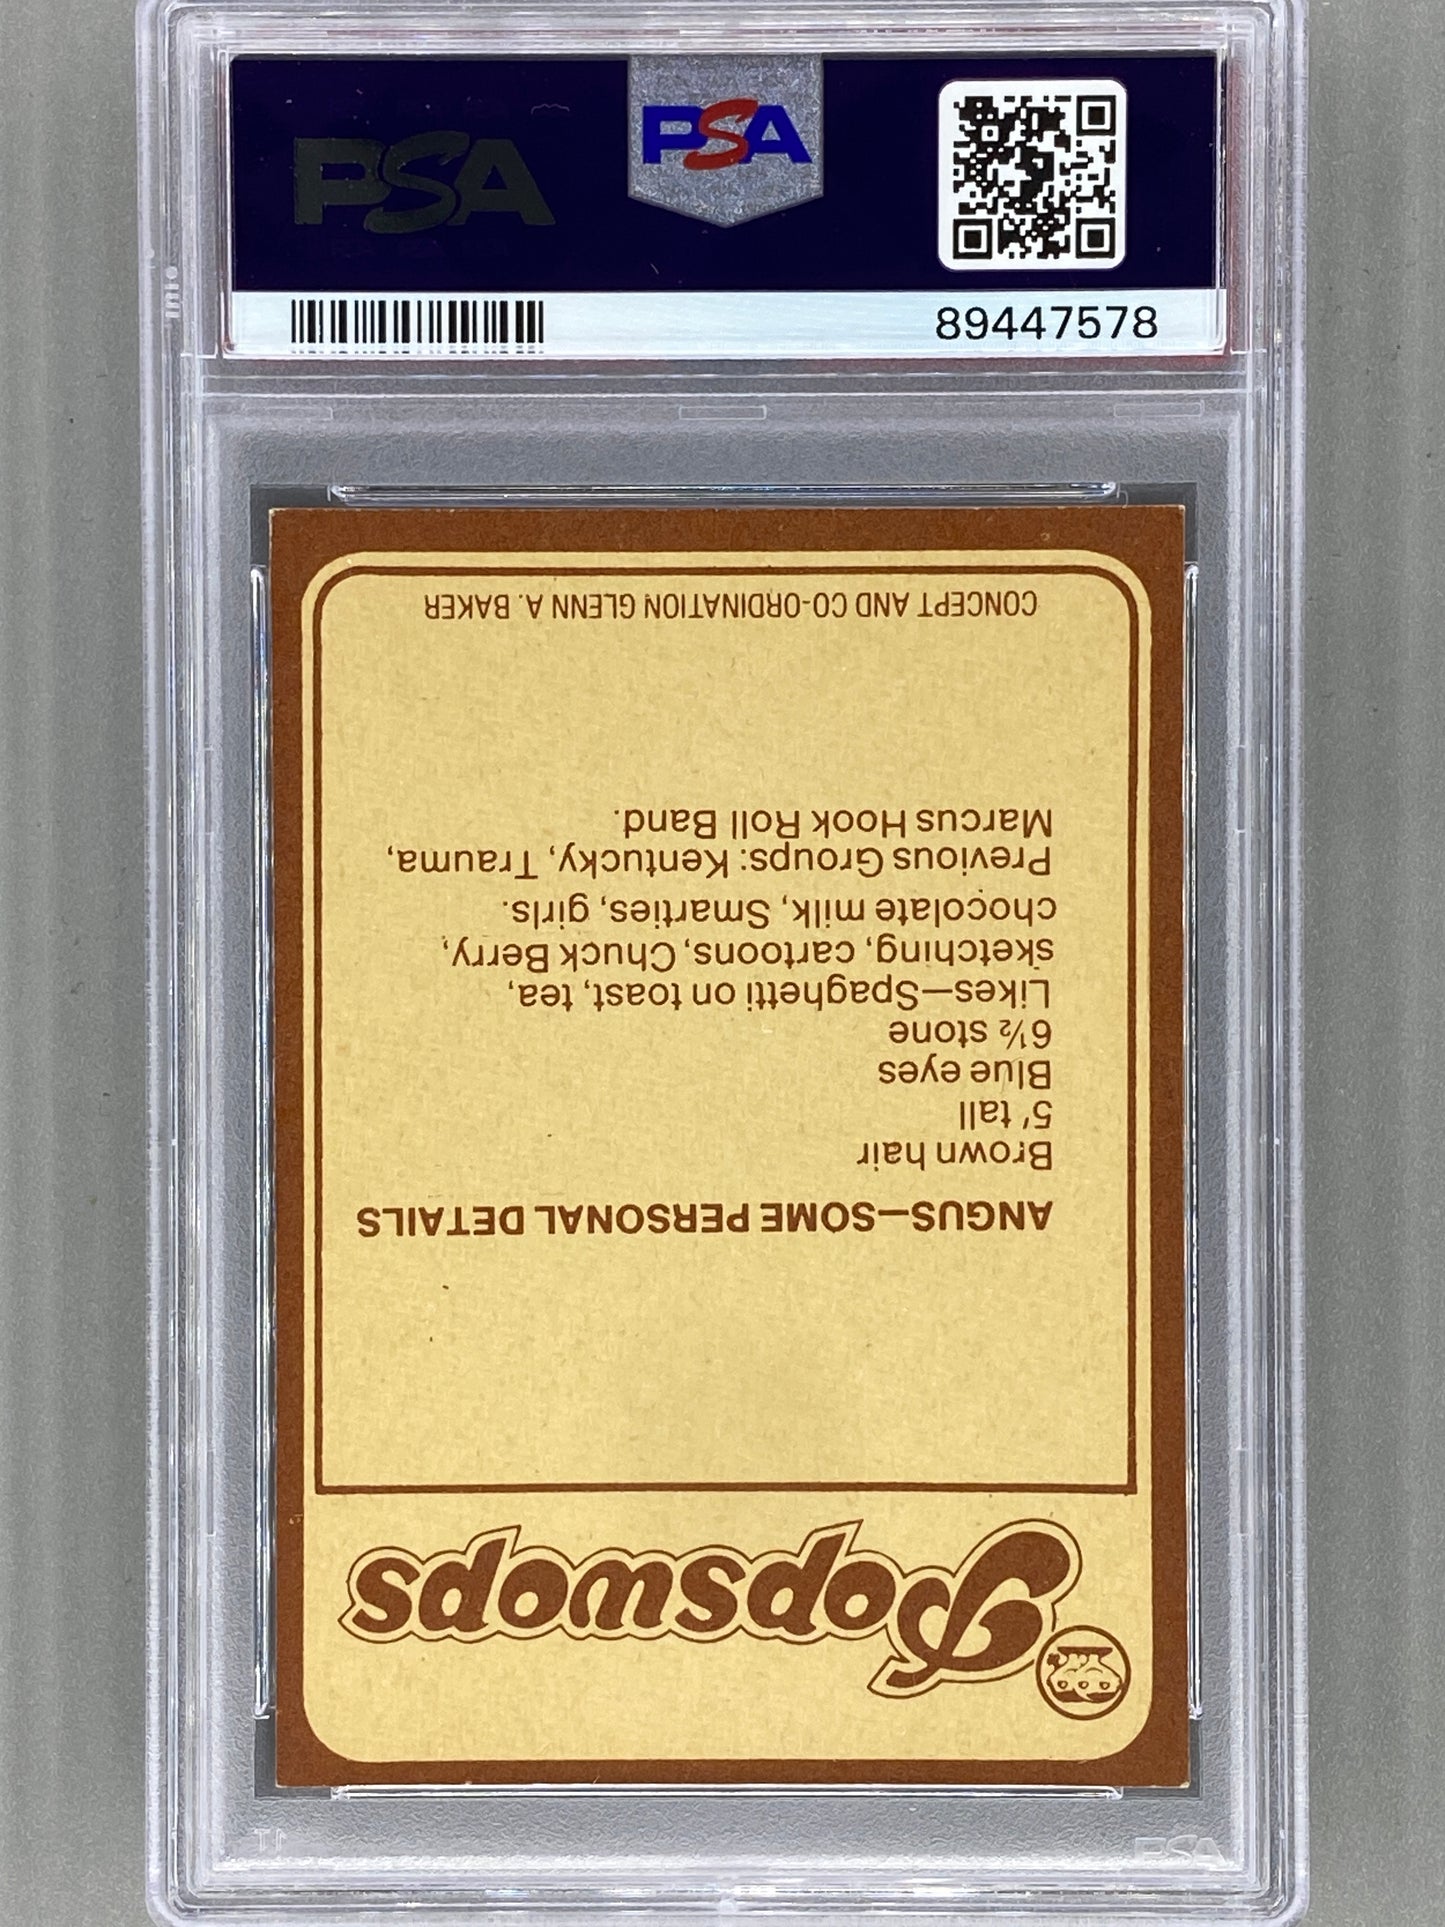 PSA
PSA
89447578
Popswops
ANGUS—SOME PERSONAL DETAILS
Brown hair
5' tall
Blue eyes
6½ stone
Likes—Spaghetti on toast, tea,
sketching, cartoons, Chuck Berry,
chocolate milk, Smarties, girls.
Previous Groups: Kentucky, Trauma,
Marcus Hook Roll Band.
CONCEPT AND CO-ORDINATION GLENN A. BAKER
PSA